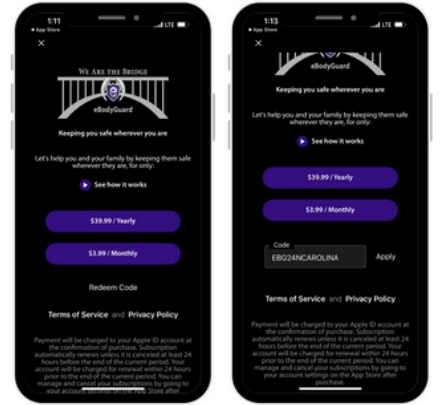 1:11
LTE
App Store
WE ARE THE BRIDGE
eBodyGuard
Keeping you safe wherever you are
Let's help you and your family by keeping them safe
wherever they are, for only:
See how it works
$39.99 / Yearly
$3.99 / Monthly
Redeem Code
Terms of Service and Privacy Policy
Payment will be charged to your Apple ID account at
the confirmation of purchase. Subscription
automatically renews unless it is canceled at least 24
hours before the end of the current period. Your
account will be charged for renewal within 24 hours
prior to the end of the current period. You can
manage and cancel your subscriptions by going to
your account settings on the App Store after
1:13
LTE
App Store
eBodyGuard
Keeping you safe wherever you are
Let's help you and your family by keeping them safe
wherever they are, for only:
See how it works
$39.99 / Yearly
$3.99 / Monthly
Code
EBG24NCAROLINA
Apply
Terms of Service and Privacy Policy
Payment will be charged to your Apple ID account at
the confirmation of purchase. Subscription
automatically renews unless it is canceled at least 24
hours before the end of the current period. Your
account will be charged for renewal within 24 hours
prior to the end of the current period. You can
manage and cancel your subscriptions by going to
your account settings on the App Store after
purchase.